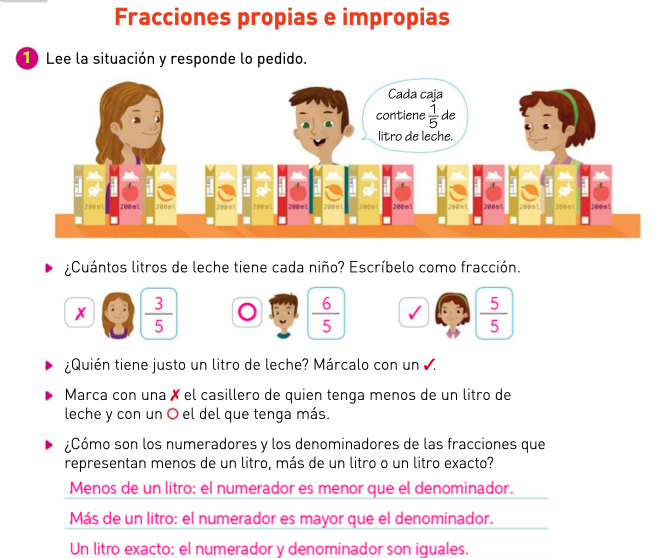 Fracciones propias e impropias
1 Lee la situación y responde lo pedido.
Cada caja
contiene 1/5 de
litro de leche.
200ml 200ml 200ml 200ml 200ml 200ml 200ml 200ml 200ml 200ml 200ml 200ml 200ml 200ml
¿Cuántos litros de leche tiene cada niño? Escríbelo como fracción.
✗ 3/5 O 6/5 ✓ 5/5
¿Quién tiene justo un litro de leche? Márcalo con un ✓.
Marca con una ✗ el casillero de quien tenga menos de un litro de
leche y con un O el del que tenga más.
¿Cómo son los numeradores y los denominadores de las fracciones que
representan menos de un litro, más de un litro o un litro exacto?
Menos de un litro: el numerador es menor que el denominador.
Más de un litro: el numerador es mayor que el denominador.
Un litro exacto: el numerador y denominador son iguales.